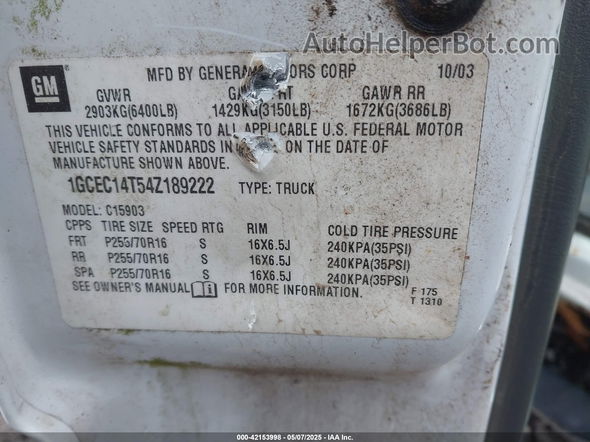 AutoHelperBot.com
GM
MFD BY GENERAL MOTORS CORP 10/03
GVWR GAWR FRT GAWR RR
2903KG(6400LB) 1429KG(3150LB) 1672KG(3686LB)
THIS VEHICLE CONFORMS TO ALL APPLICABLE U.S. FEDERAL MOTOR
VEHICLE SAFETY STANDARDS IN ON THE DATE OF
MANUFACTURE SHOWN ABOVE.
1GCEC14T54Z189222 TYPE: TRUCK
MODEL: C15903
CPPS TIRE SIZE SPEED RTG RIM COLD TIRE PRESSURE
FRT P255/70R16 S 16X6.5J 240KPA(35PSI)
RR P255/70R16 S 16X6.5J 240KPA(35PSI)
SPA P255/70R16 S 16X6.5J 240KPA(35PSI)
SEE OWNER'S MANUAL FOR MORE INFORMATION.
F 175
T 1310
000-42153998 - 05/07/2025 - IAA Inc.